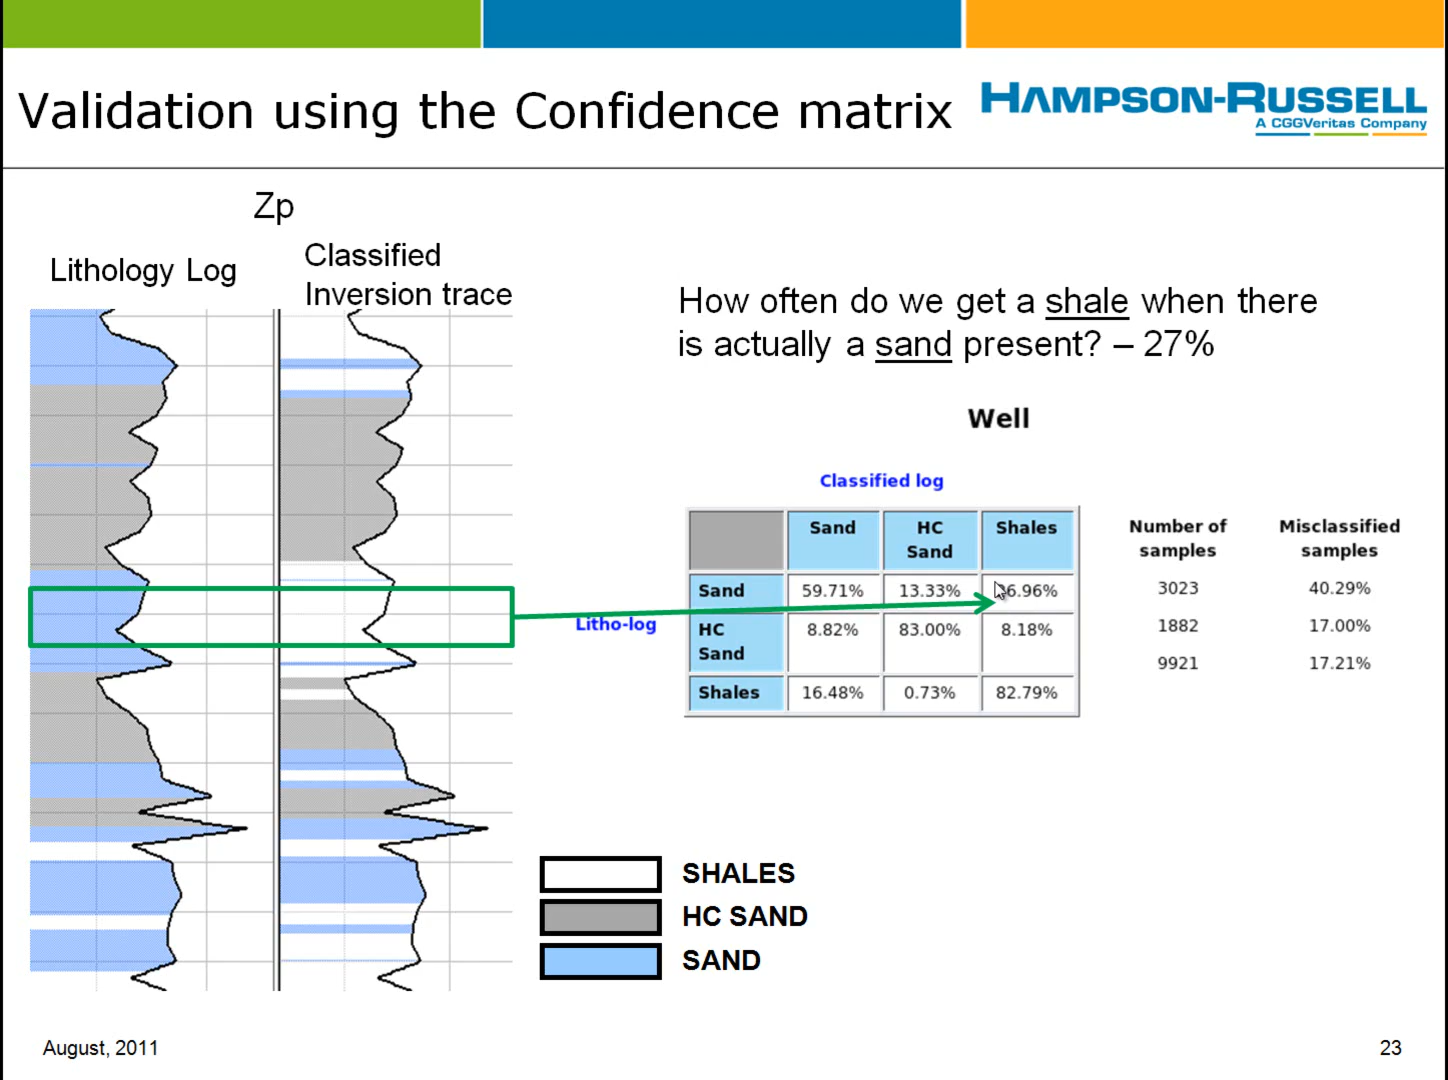 Validation using the Confidence matrix
HAMPSON-RUSSELL
A CGGVeritas Company
Zp
Lithology Log
Classified
Inversion trace
How often do we get a shale when there
is actually a sand present? – 27%
Well
Classified log
Sand HC Sand Shales
Number of samples
Misclassified samples
Litho-log
Sand 59.71% 13.33% 6.96% 3023 40.29%
HC Sand 8.82% 83.00% 8.18% 1882 17.00%
Shales 16.48% 0.73% 82.79% 9921 17.21%
SHALES
HC SAND
SAND
August, 2011
23